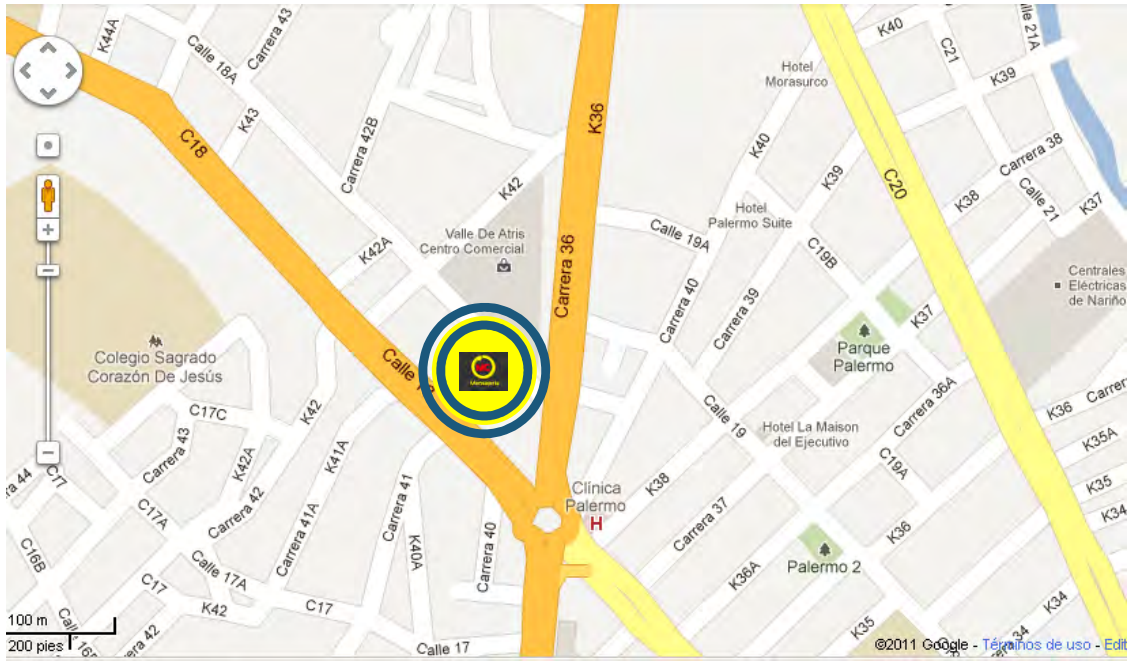 K44A
Carrera 43
Calle 18A
K43
C18
Carrera 42B
K42
K36
K40
Calle 21A
C21
K39
Hotel
Morasurco
K40
K39
Carrera 38
C20
K38
Calle 21
K37
Hotel
Palermo Suite
Valle De Atris
Centro Comercial
K42A
Calle 19A
C19B
Carrera 36
Carrera 40
Carrera 39
K37
Centrales
Eléctricas
de Nariño
Parque
Palermo
Colegio Sagrado
Corazón De Jesús
Calle
C17C
K42
Carrera 43
K42A
K41A
Calle 19
Carrera 36A
Hotel La Maison
del Ejecutivo
K36
Carrera
K35A
K35
K34
C19A
Clínica
Palermo
H
K38
Carrera 37
K36
44
C17
C17A
Carrera 42
Carrera 41A
Carrera 41
K40A
Carrera 40
C16B
Calle 17A
C17
K42
C17
Calle 17
K36A
Palermo 2
K35
K34
34
42
100 m
200 pies
©2011 Google - Términos de uso - Edit